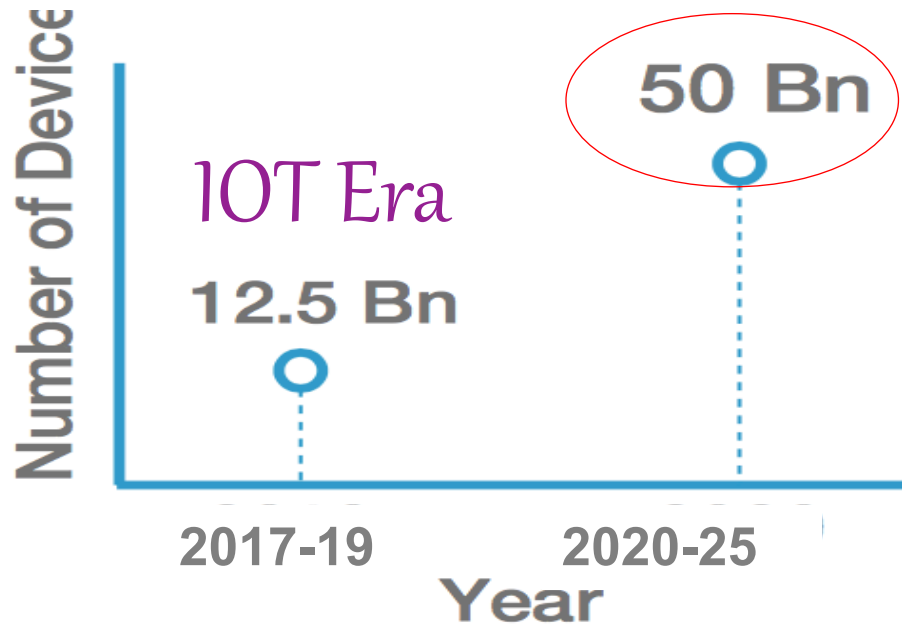 Number of Device
50 Bn
IOT Era
12.5 Bn
2017-19
2020-25
Year